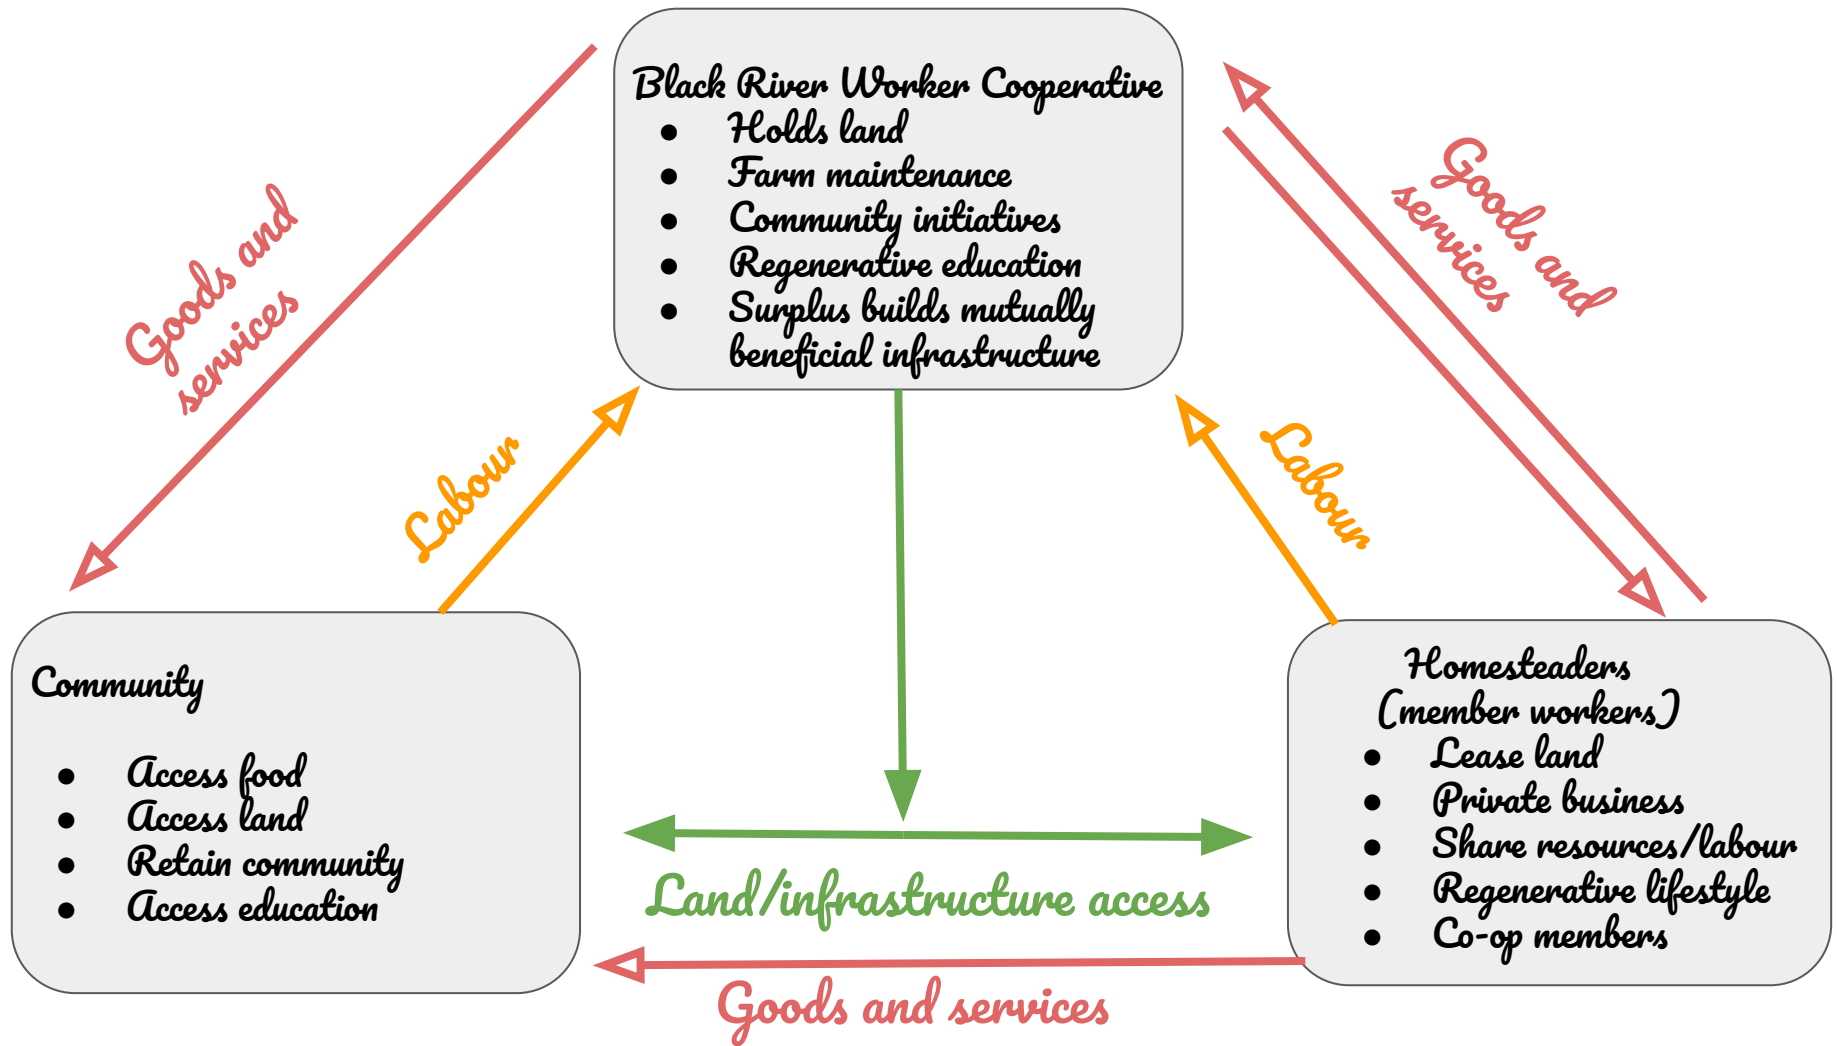 Black River Worker Cooperative
● Holds land
● Farm maintenance
● Community initiatives
● Regenerative education
● Surplus builds mutually
beneficial infrastructure
Goods and
services
Goods and
services
Labour
Labour
Community
● Access food
● Access land
● Retain community
● Access education
Homesteaders
(member workers)
● Lease land
● Private business
● Share resources/labour
● Regenerative lifestyle
● Co-op members
Land/infrastructure access
Goods and services